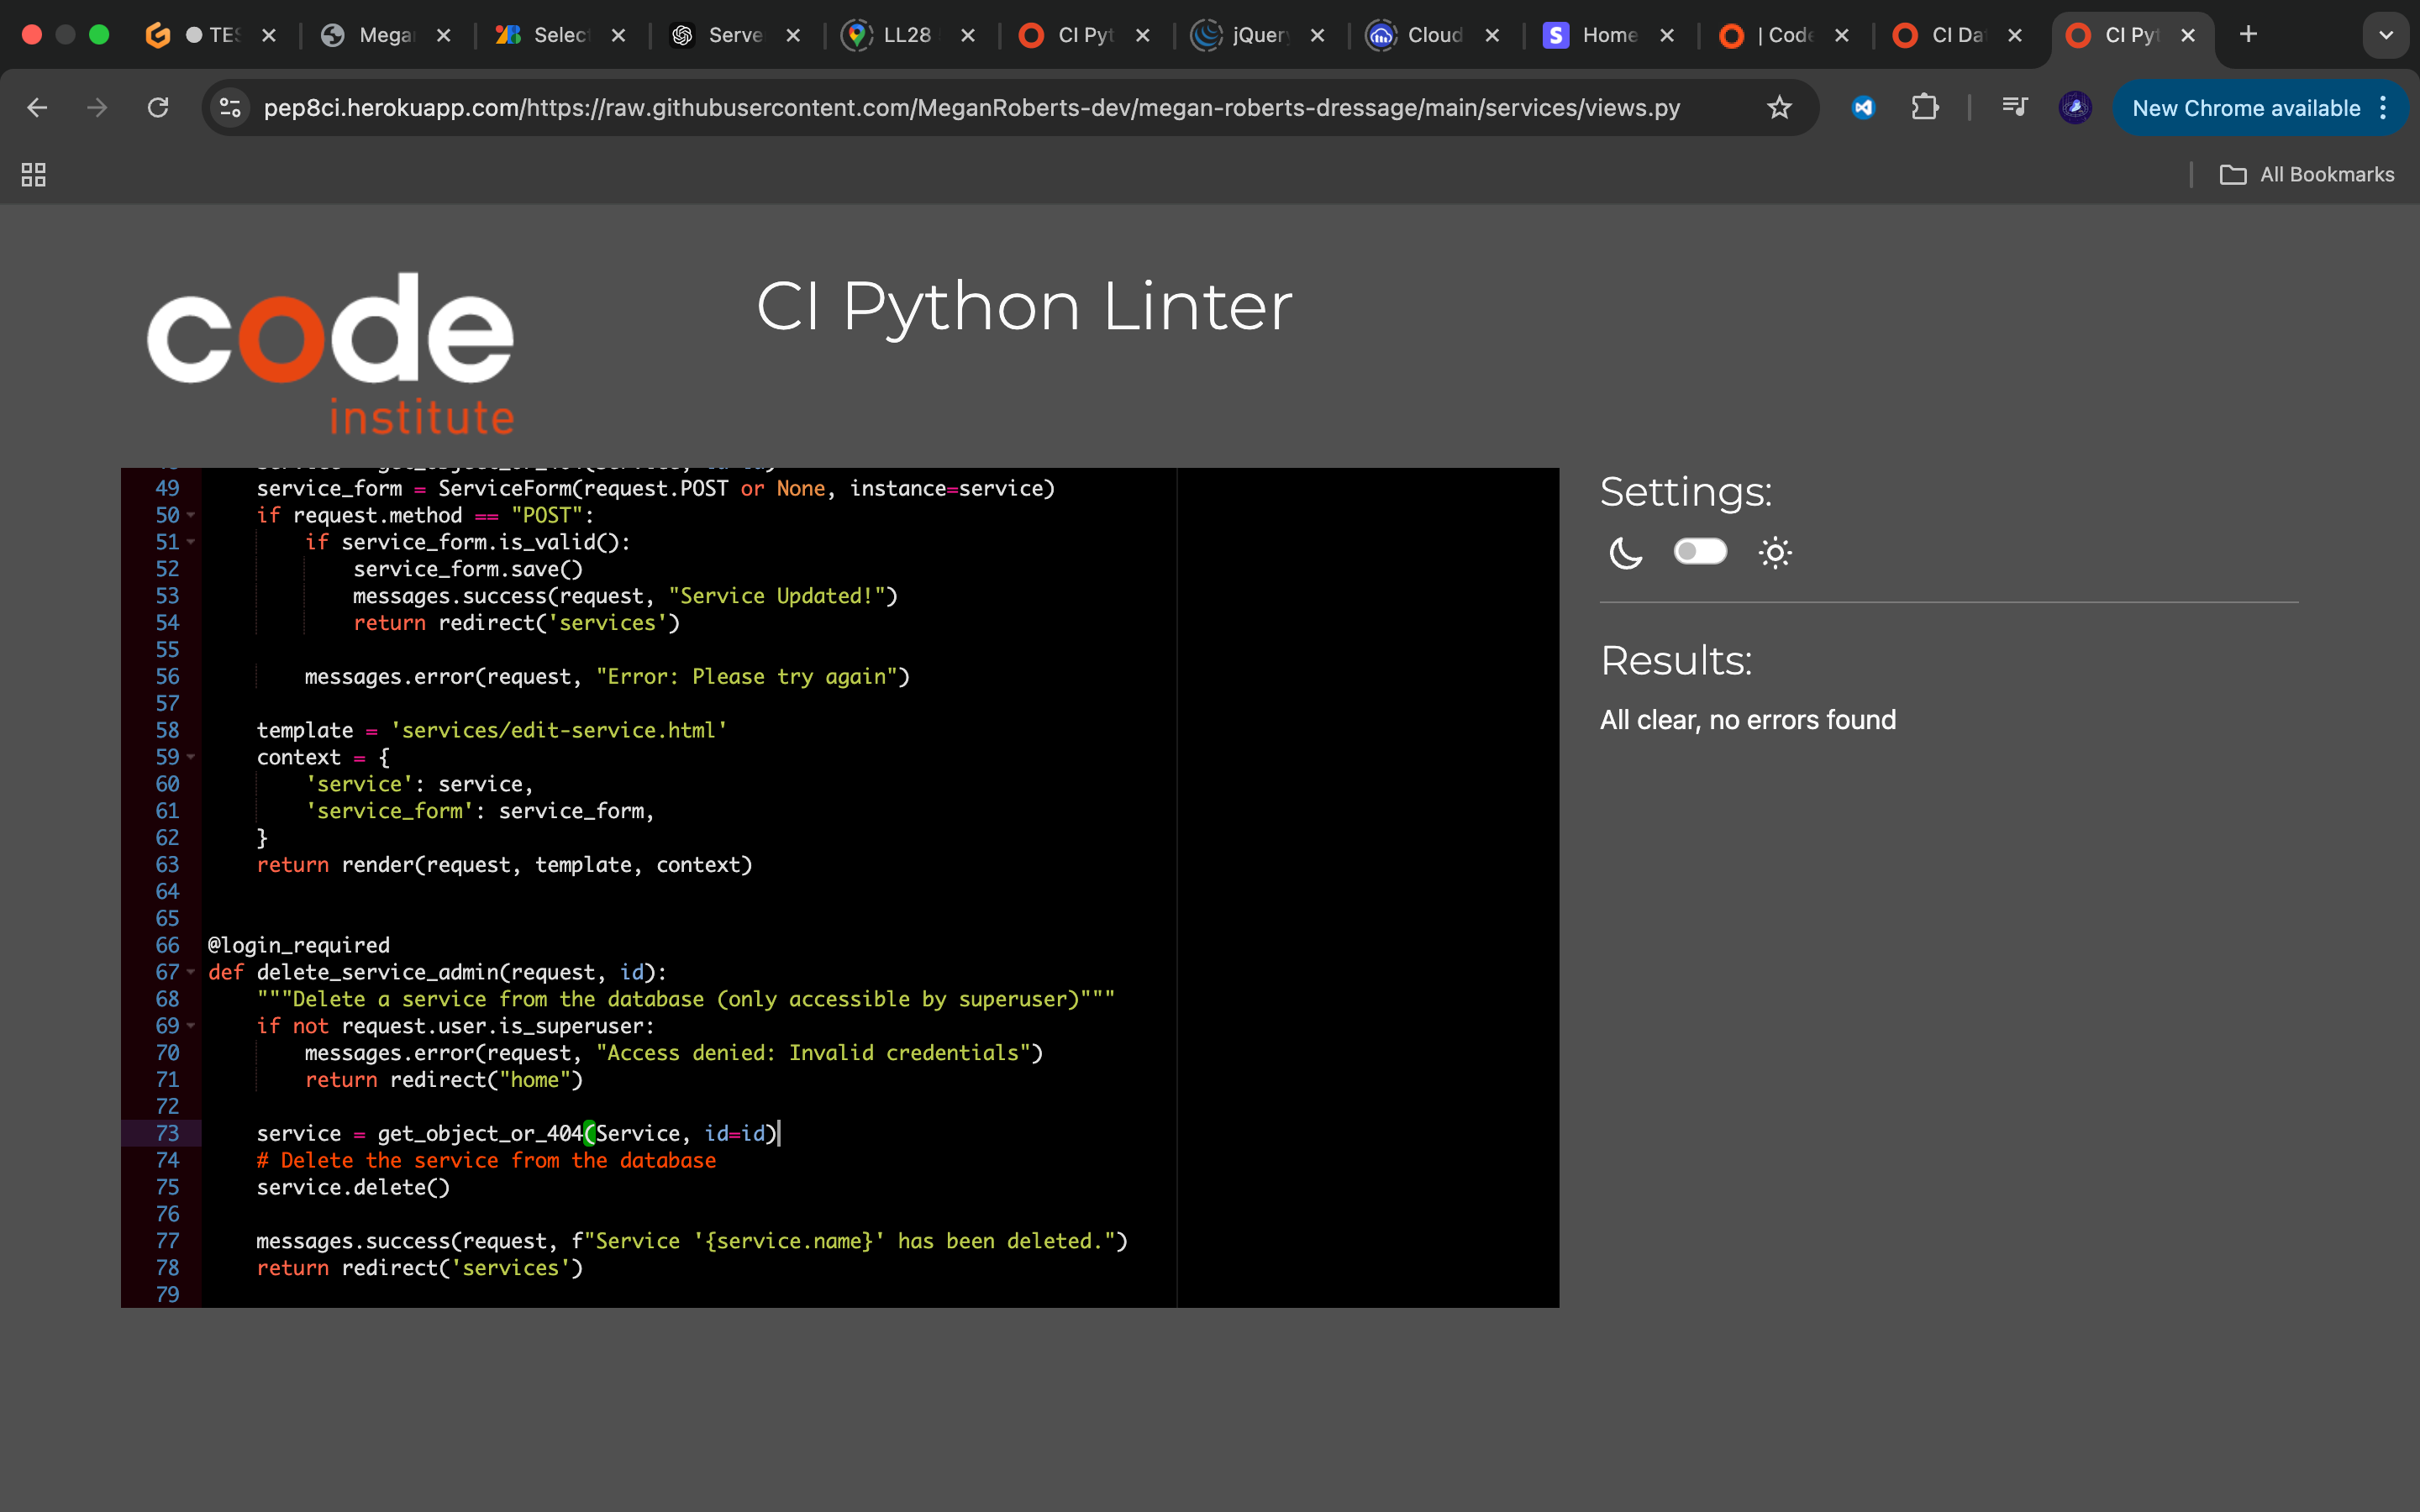 TES
Megan
Select
Serve
LL28
CI Pyt
jQuery
Cloud
Home
| Code
CI Da
CI Pyt
pep8ci.herokuapp.com/https://raw.githubusercontent.com/MeganRoberts-dev/megan-roberts-dressage/main/services/views.py
New Chrome available
All Bookmarks
code
institute
CI Python Linter
49 service_form = ServiceForm(request.POST or None, instance=service)
50 if request.method == "POST":
51 if service_form.is_valid():
52 service_form.save()
53 messages.success(request, "Service Updated!")
54 return redirect('services')
55
56 messages.error(request, "Error: Please try again")
57
58 template = 'services/edit-service.html'
59 context = {
60 'service': service,
61 'service_form': service_form,
62 }
63 return render(request, template, context)
64
65
66 @login_required
67 def delete_service_admin(request, id):
68 """Delete a service from the database (only accessible by superuser)"""
69 if not request.user.is_superuser:
70 messages.error(request, "Access denied: Invalid credentials")
71 return redirect("home")
72
73 service = get_object_or_404(Service, id=id)
74 # Delete the service from the database
75 service.delete()
76
77 messages.success(request, f"Service '{service.name}' has been deleted.")
78 return redirect('services')
79
Settings:
Results:
All clear, no errors found